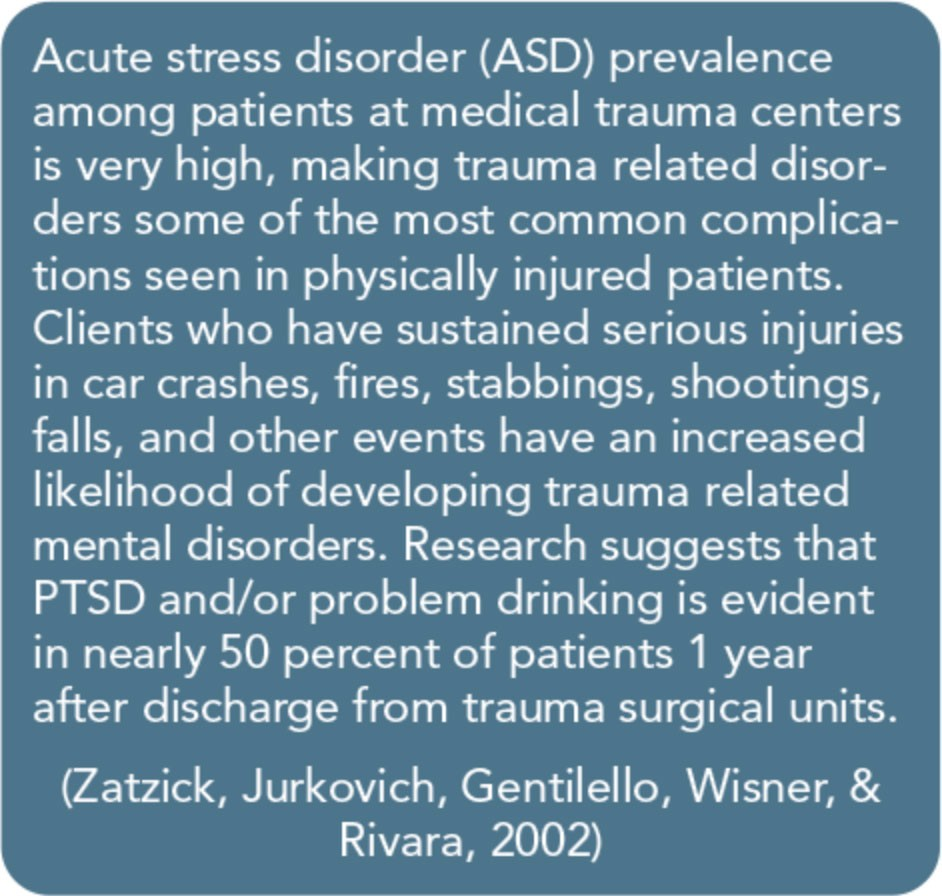 Acute stress disorder (ASD) prevalence
among patients at medical trauma centers
is very high, making trauma related disor-
ders some of the most common complica-
tions seen in physically injured patients.
Clients who have sustained serious injuries
in car crashes, fires, stabbings, shootings,
falls, and other events have an increased
likelihood of developing trauma related
mental disorders. Research suggests that
PTSD and/or problem drinking is evident
in nearly 50 percent of patients 1 year
after discharge from trauma surgical units.
(Zatzick, Jurkovich, Gentilello, Wisner, &
Rivara, 2002)